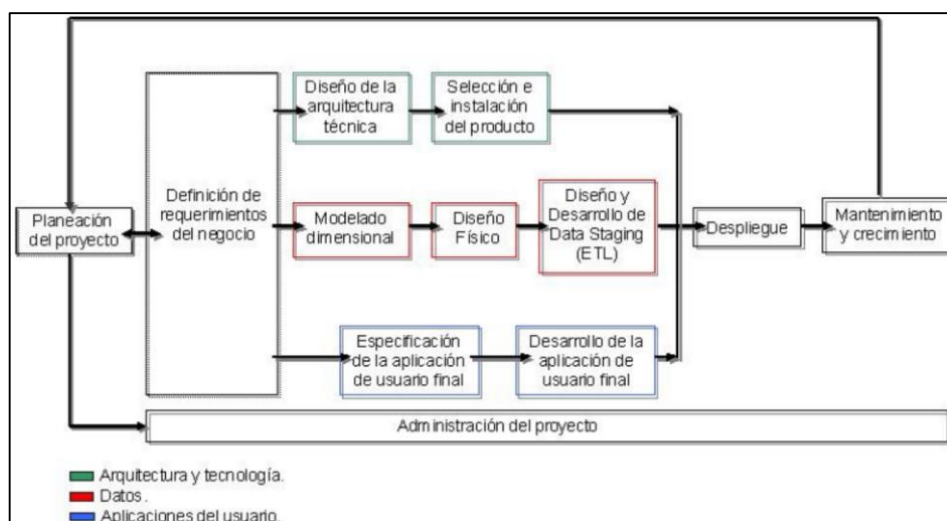 Planeación
del proyecto
Definición de
requerimientos
del negocio
Diseño de la
arquitectura
técnica
Selección e
instalación
del producto
Modelado
dimensional
Diseño
Físico
Diseño y
Desarrollo de
Data Staging
(ETL)
Especificación
de la aplicación
de usuario final
Desarrollo de la
aplicación de
usuario final
Despliegue
Mantenimiento
y crecimiento
Administración del proyecto
Arquitectura y tecnología.
Datos.
Aplicaciones del usuario.